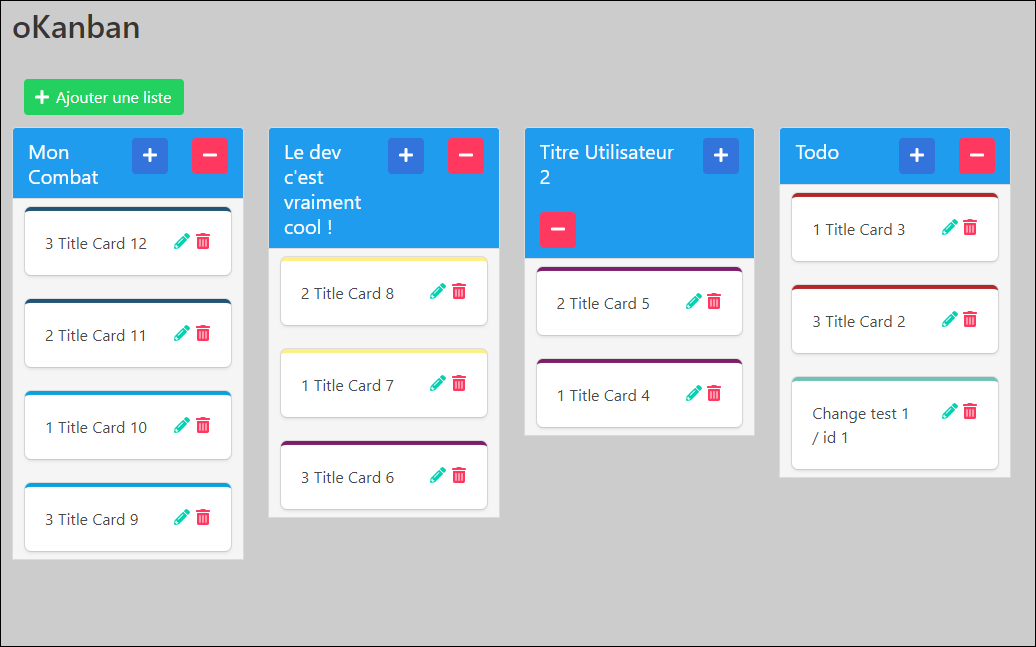 oKanban
Ajouter une liste
Mon
Combat
3 Title Card 12
2 Title Card 11
1 Title Card 10
3 Title Card 9
Le dev
c'est
vraiment
cool !
2 Title Card 8
1 Title Card 7
3 Title Card 6
Titre Utilisateur
2
2 Title Card 5
1 Title Card 4
Todo
1 Title Card 3
3 Title Card 2
Change test 1
/ id 1